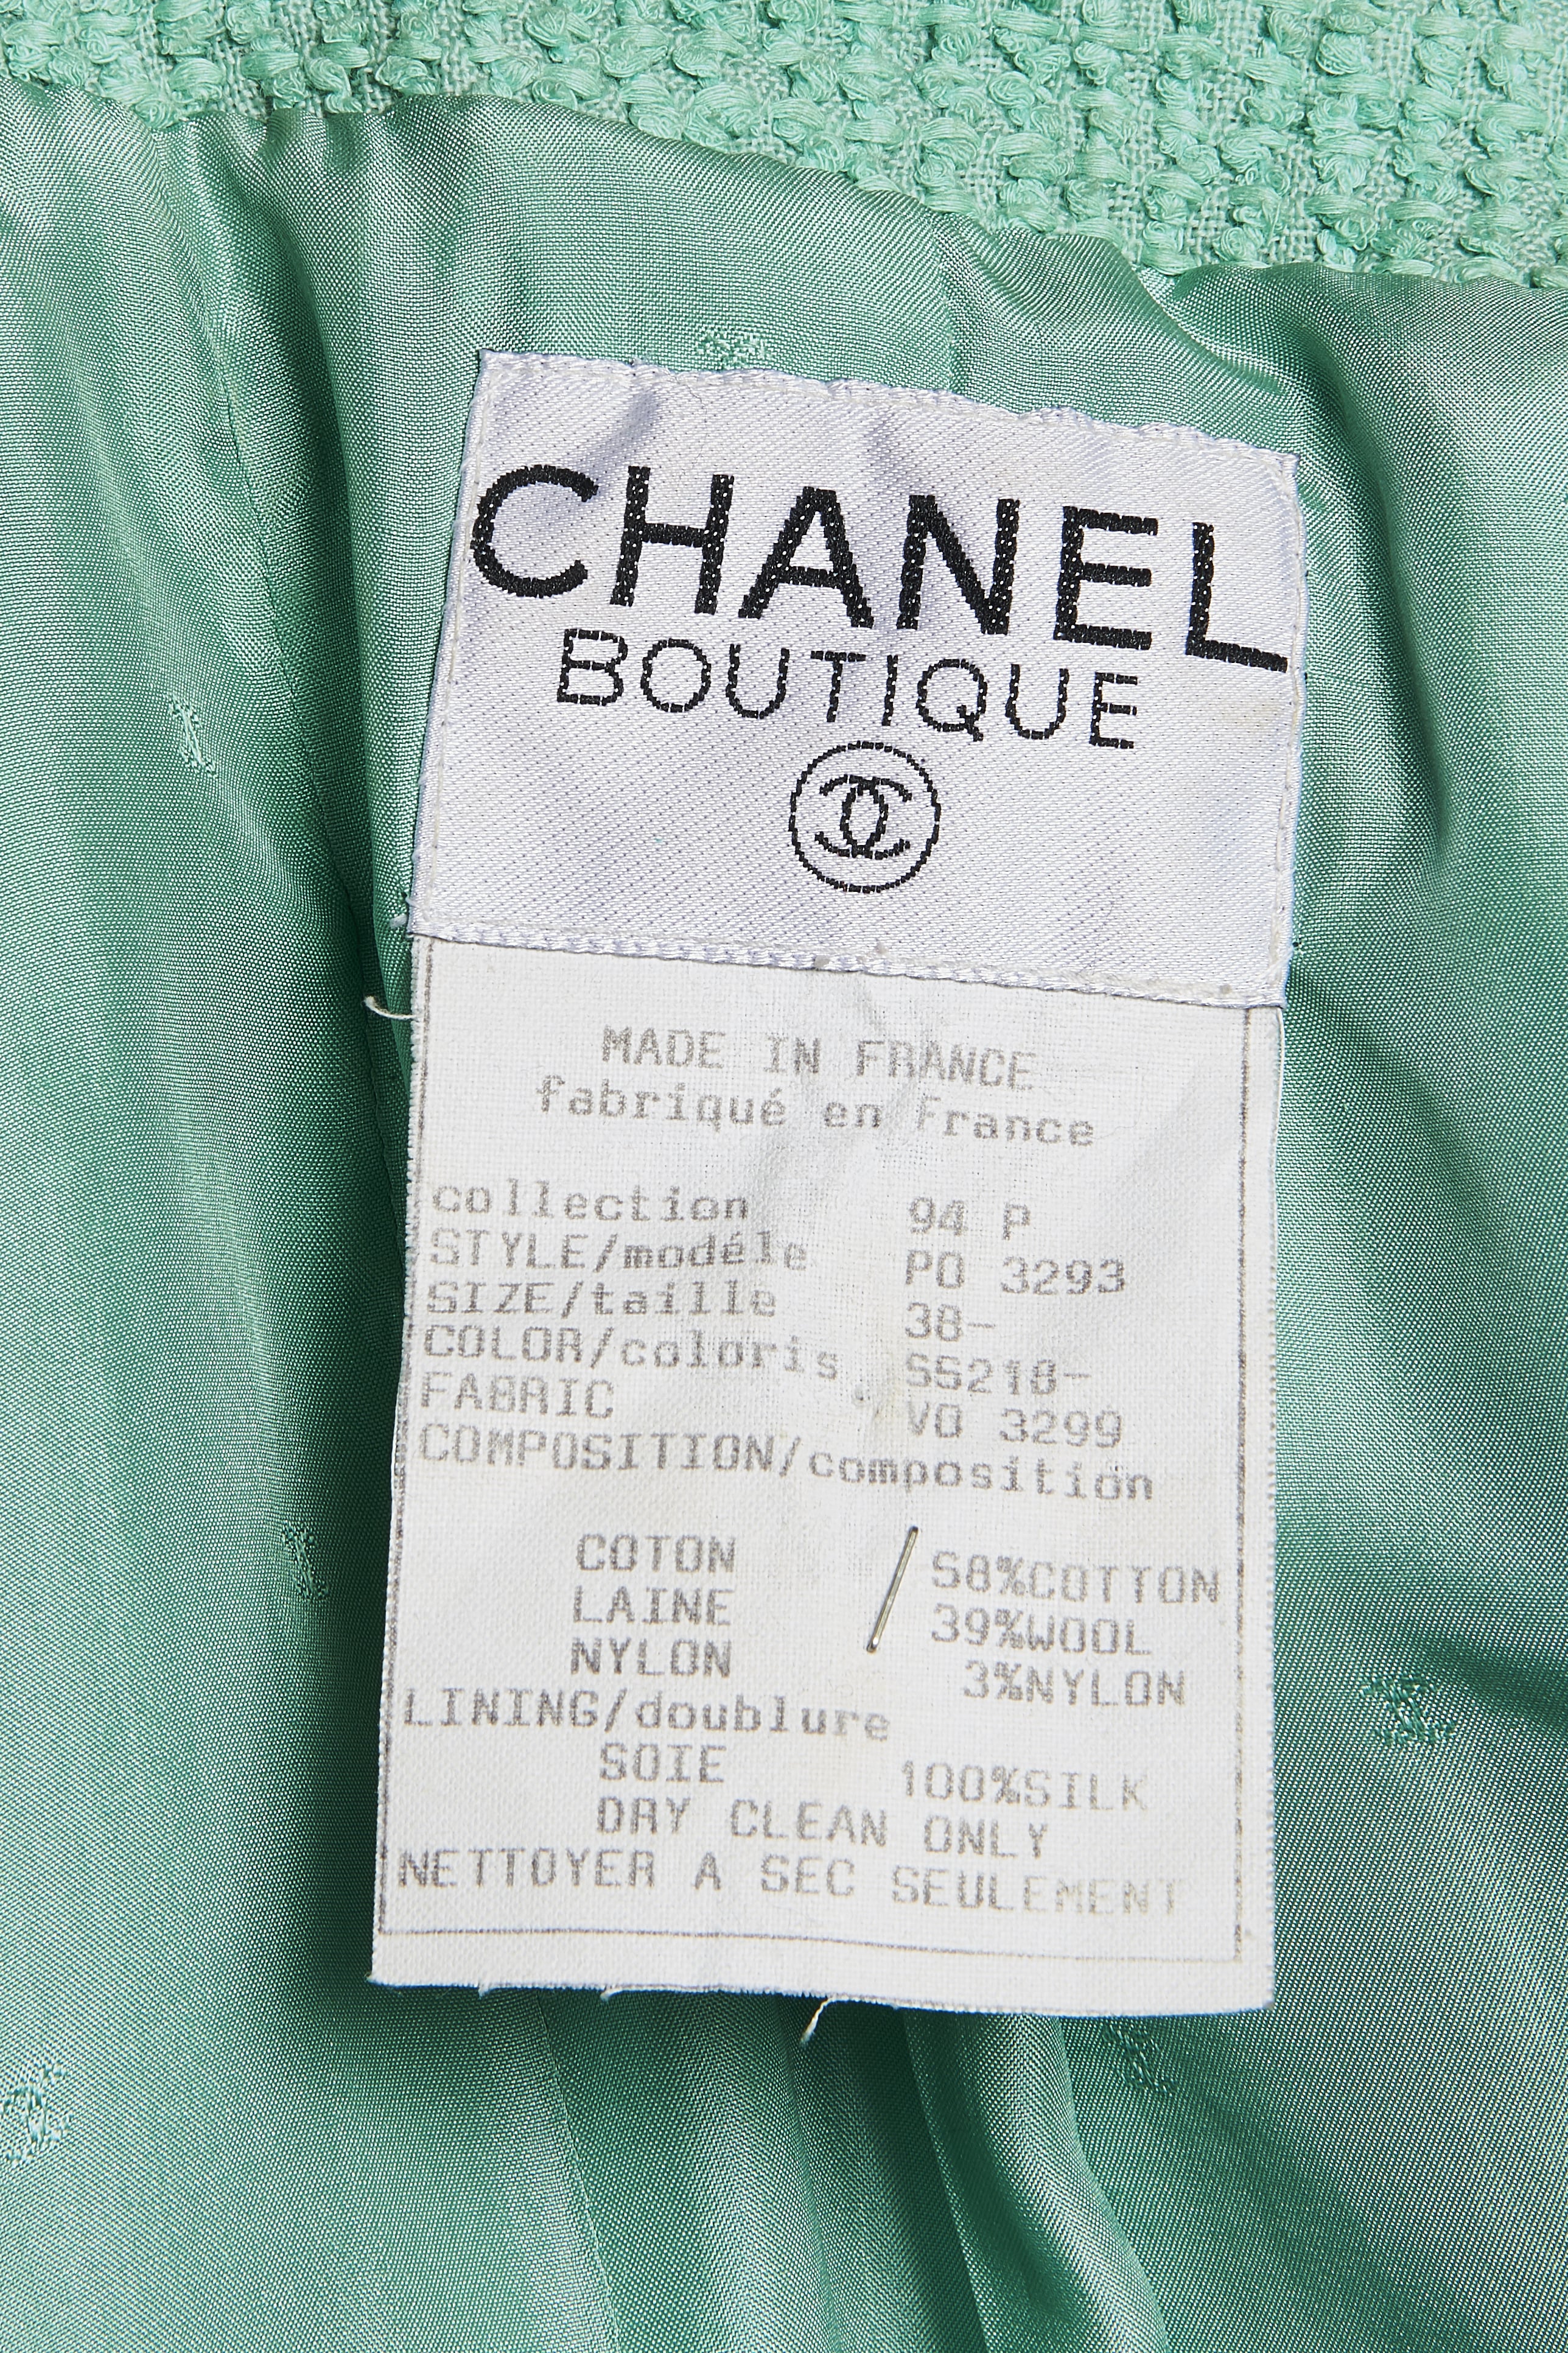 CHANEL
BOUTIQUE
MADE IN FRANCE
fabriqué en France
collection 94 P
STYLE/modéle PO 3293
SIZE/taille 38-
COLOR/coloris SS218-
FABRIC VO 3299
COMPOSITION/composition
COTON 58%COTTON
LAINE 39%WOOL
NYLON 3%NYLON
LINING/doublure
SOIE 100%SILK
DRY CLEAN ONLY
NETTOYER A SEC SEULEMENT